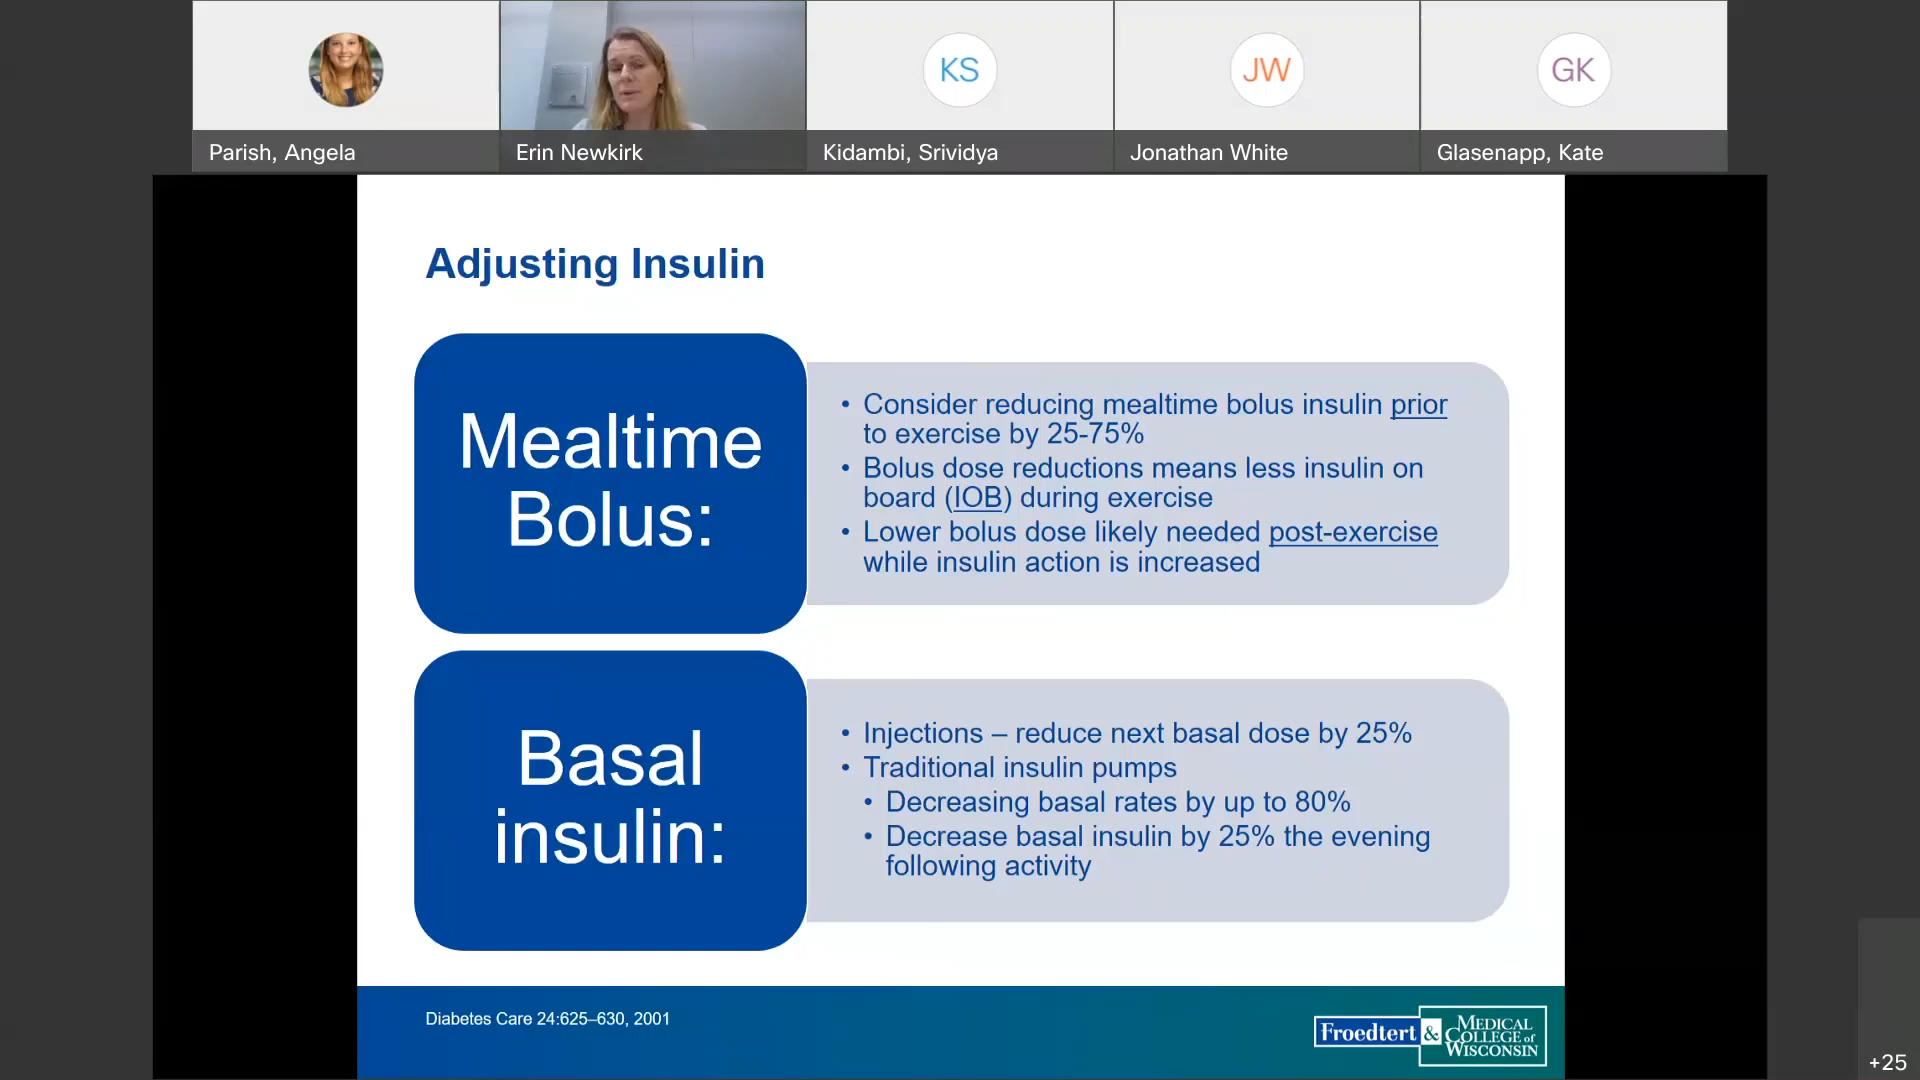 KS
JW
GK
Parish, Angela
Erin Newkirk
Kidambi, Srividya
Jonathan White
Glasenapp, Kate
Adjusting Insulin
Mealtime
Bolus:
• Consider reducing mealtime bolus insulin prior
to exercise by 25-75%
• Bolus dose reductions means less insulin on
board (IOB) during exercise
• Lower bolus dose likely needed post-exercise
while insulin action is increased
Basal
insulin:
• Injections – reduce next basal dose by 25%
• Traditional insulin pumps
• Decreasing basal rates by up to 80%
• Decrease basal insulin by 25% the evening
following activity
Diabetes Care 24:625–630, 2001
Froedtert &
MEDICAL
COLLEGE of
WISCONSIN
+25